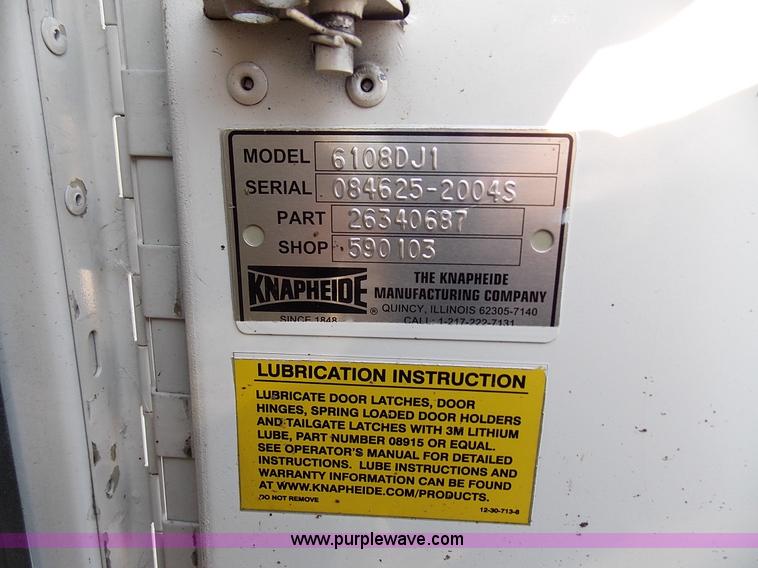 MODEL 6108DJ1
SERIAL 084625-2004S
PART 26340687
SHOP 590103
KNAPHEIDE ®
SINCE 1848
THE KNAPHEIDE
MANUFACTURING COMPANY
QUINCY, ILLINOIS 62305-7140
CALL: 1-217-222-7131
LUBRICATION INSTRUCTION
LUBRICATE DOOR LATCHES, DOOR
HINGES, SPRING LOADED DOOR HOLDERS
AND TAILGATE LATCHES WITH 3M LITHIUM
LUBE, PART NUMBER 08915 OR EQUAL.
SEE OPERATOR'S MANUAL FOR DETAILED
INSTRUCTIONS. LUBE INSTRUCTIONS AND
WARRANTY INFORMATION CAN BE FOUND
AT WWW.KNAPHEIDE.COM/PRODUCTS.
DO NOT REMOVE 12-30-713-8
www.purplewave.com